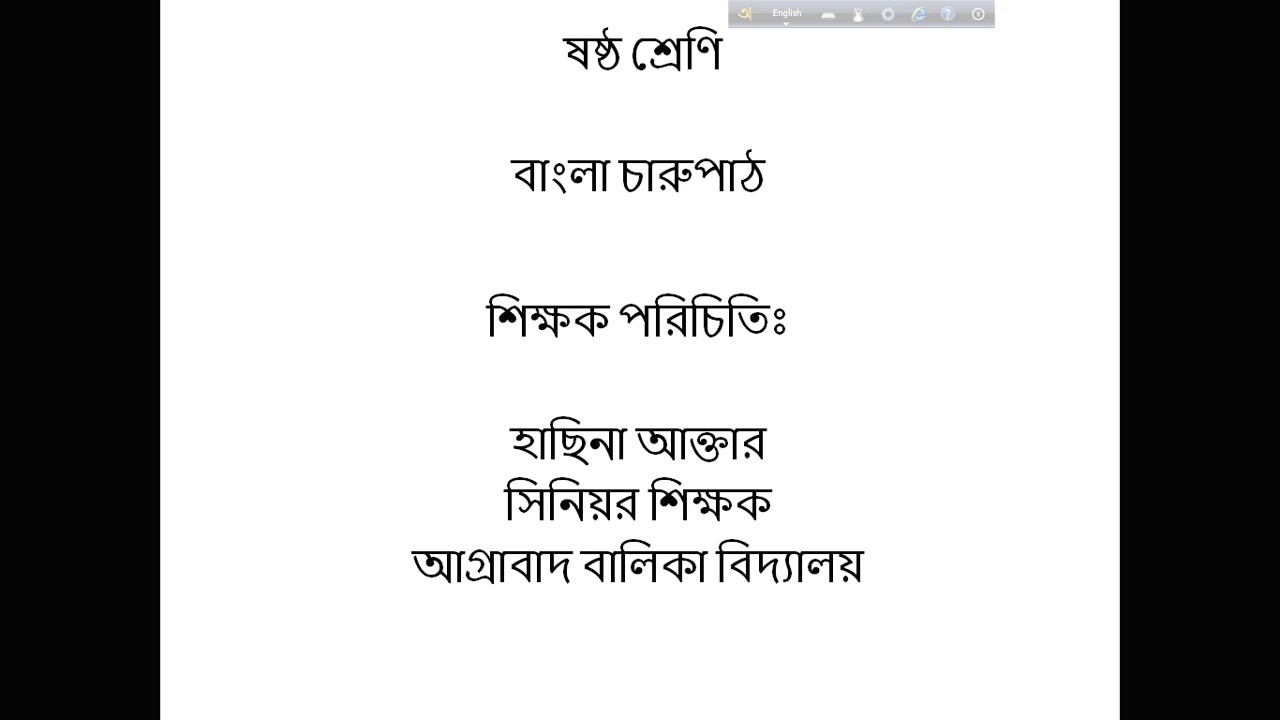 English
ষষ্ঠ শ্রেণি
বাংলা চারুপাঠ
শিক্ষক পরিচিতিঃ
হাছিনা আক্তার
সিনিয়র শিক্ষক
আগ্রাবাদ বালিকা বিদ্যালয়